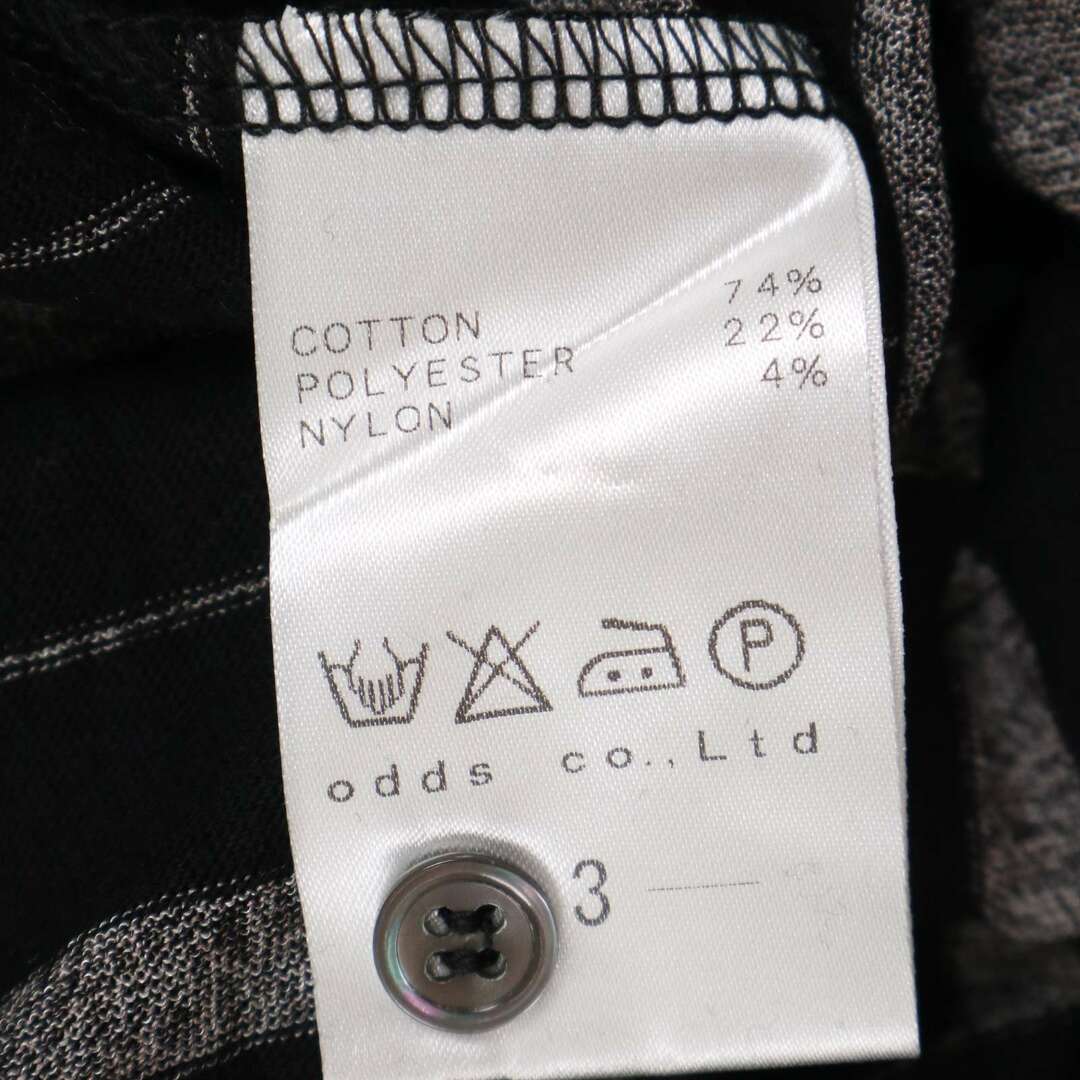 COTTON 74%
POLYESTER 22%
NYLON 4%
P
odds co., Ltd
3